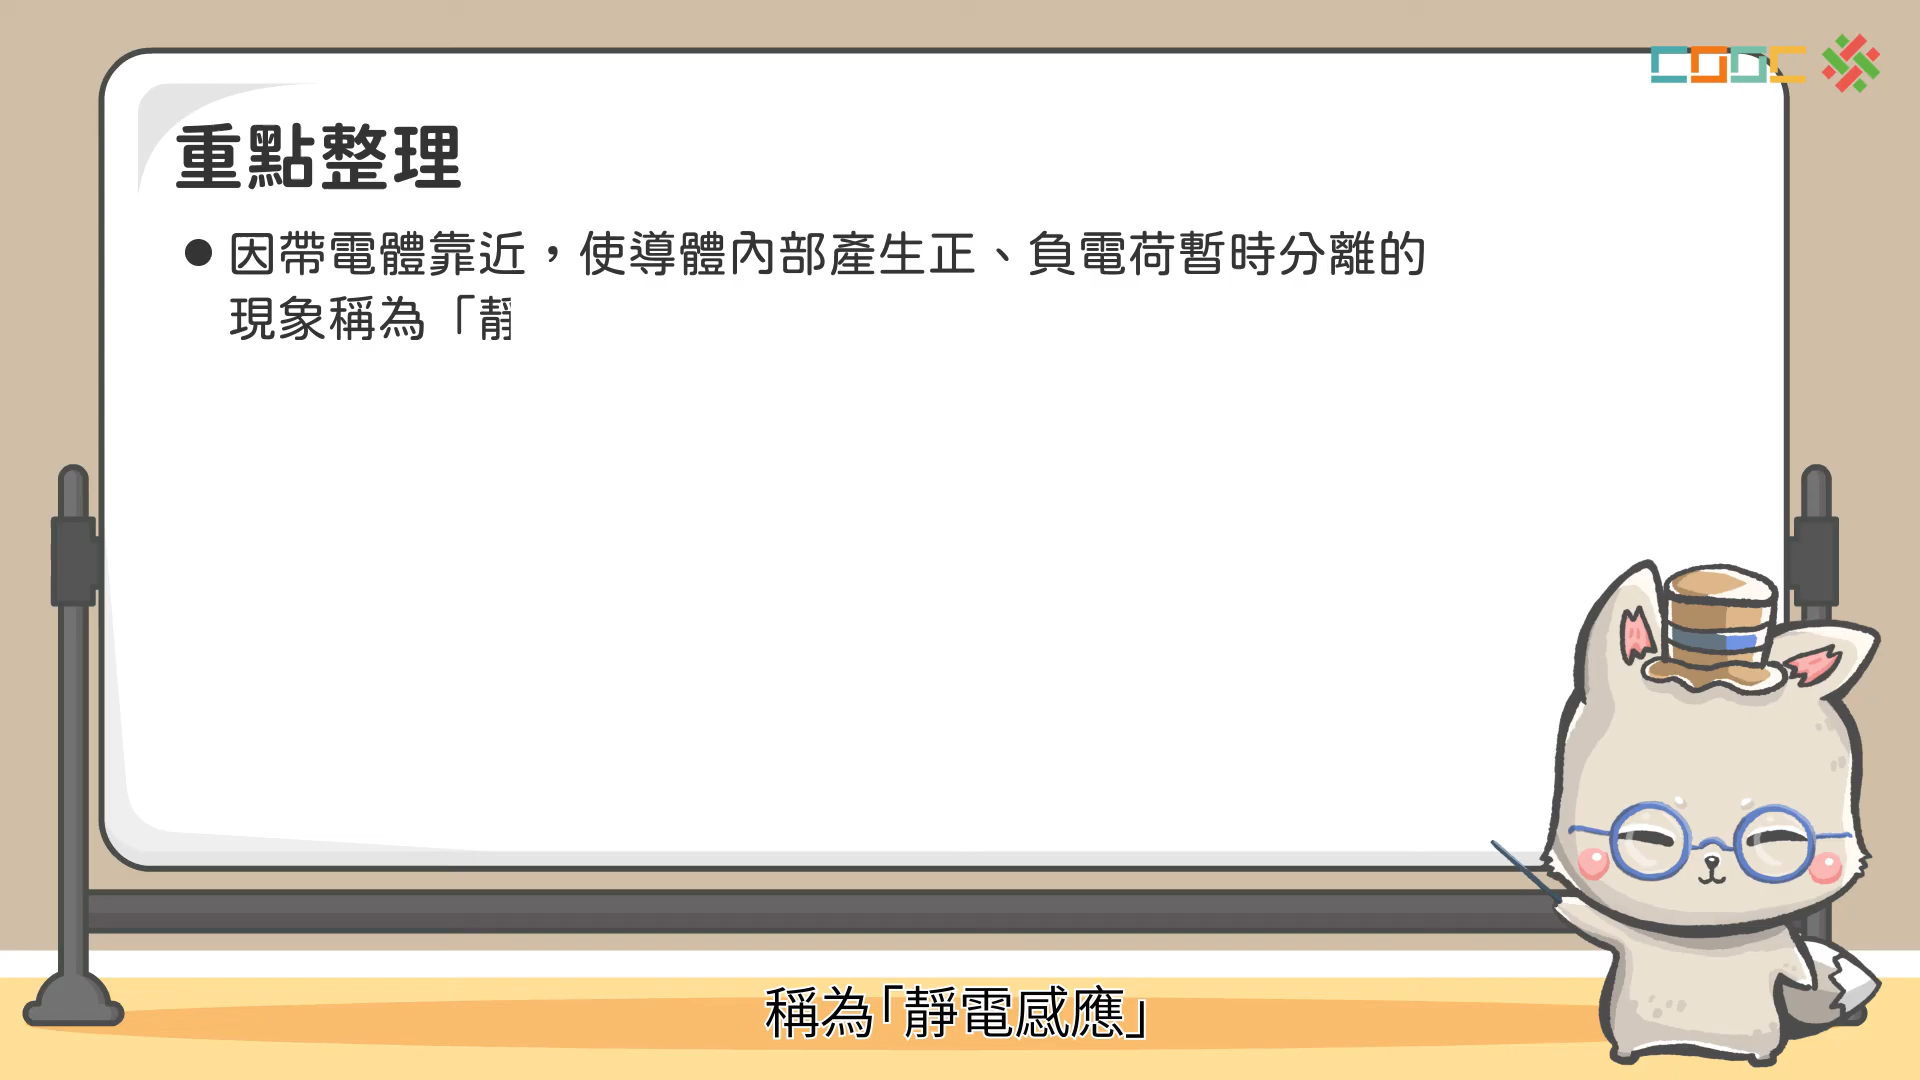 重點整理
●因帶電體靠近，使導體內部產生正、負電荷暫時分離的
現象稱為「靜
稱為「靜電感應」